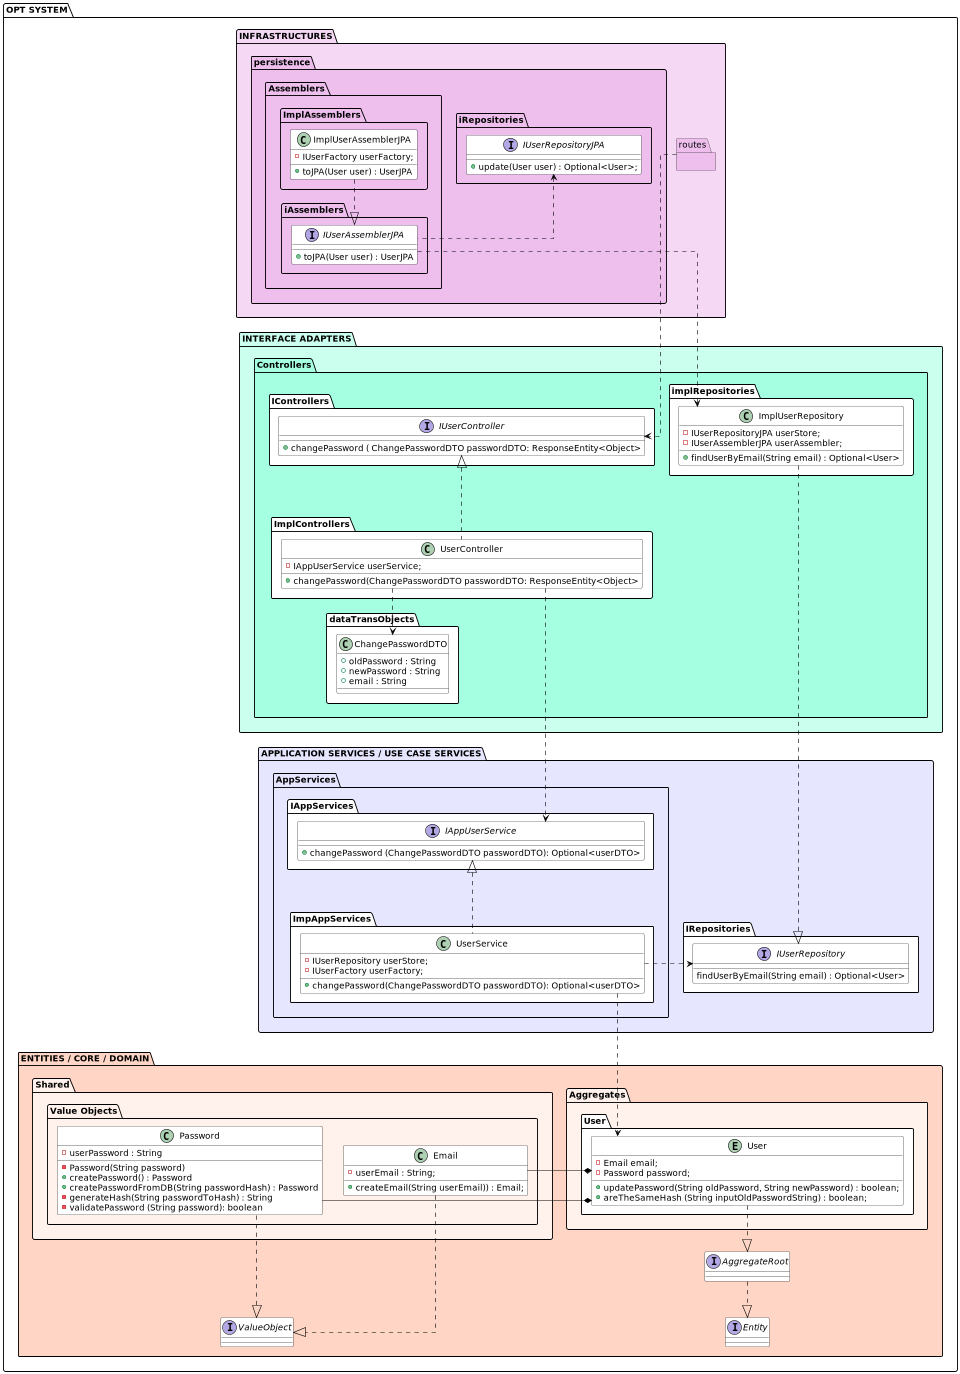 OPT SYSTEM
INFRASTRUCTURES
persistence
Assemblers
ImplAssemblers
C ImplUserAssemblerJPA
IUserFactory userFactory;
toJPA(User user) : UserJPA
iRepositories
I IUserRepositoryJPA
update(User user) : Optional<User>;
routes
iAssemblers
I IUserAssemblerJPA
toJPA(User user) : UserJPA
INTERFACE ADAPTERS
Controllers
IControllers
I IUserController
changePassword ( ChangePasswordDTO passwordDTO: ResponseEntity<Object>
implRepositories
C ImplUserRepository
IUserRepositoryJPA userStore;
IUserAssemblerJPA userAssembler;
findUserByEmail(String email) : Optional<User>
ImplControllers
C UserController
IAppUserService userService;
changePassword(ChangePasswordDTO passwordDTO: ResponseEntity<Object>
dataTransObjects
C ChangePasswordDTO
oldPassword : String
newPassword : String
email : String
APPLICATION SERVICES / USE CASE SERVICES
AppServices
IAppServices
I IAppUserService
changePassword (ChangePasswordDTO passwordDTO): Optional<userDTO>
ImpAppServices
C UserService
IUserRepository userStore;
IUserFactory userFactory;
changePassword(ChangePasswordDTO passwordDTO): Optional<userDTO>
IRepositories
I IUserRepository
findUserByEmail(String email) : Optional<User>
ENTITIES / CORE / DOMAIN
Shared
Value Objects
C Password
userPassword : String
Password(String password)
createPassword() : Password
createPasswordFromDB(String passwordHash) : Password
generateHash(String passwordToHash) : String
validatePassword (String password): boolean
C Email
userEmail : String;
createEmail(String userEmail)) : Email;
Aggregates
User
E User
Email email;
Password password;
updatePassword(String oldPassword, String newPassword) : boolean;
areTheSameHash (String inputOldPasswordString) : boolean;
I AggregateRoot
I ValueObject
I Entity